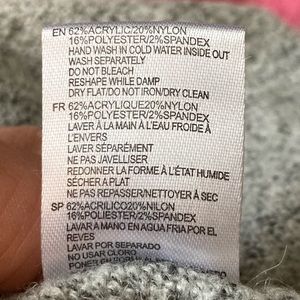 EN 62%ACRYLIC/20%NYLON
16%POLYESTER/2%SPANDEX
HAND WASH IN COLD WATER INSIDE OUT
WASH SEPARATELY
DO NOT BLEACH
RESHAPE WHILE DAMP
DRY FLAT/DO NOT IRON/DRY CLEAN
FR 62%ACRYLIQUE20%NYLON
16%POLYESTER/2%SPANDEX
LAVER À LA MAIN À L'EAU FROIDE À
L'ENVERS
LAVER SÉPARÉMENT
NE PAS JAVELLISER
REDONNER LA FORME À L'ÉTAT HUMIDE
SÉCHER A PLAT
NE PAS REPASSER/NETTOYER À SEC
SP 62%ACRILICO20%NILON
16%POLIESTER/2%SPANDEX
LAVAR A MANO EN AGUA FRIA POR EL
REVES
LAVAR POR SEPARADO
NO USAR CLORO
PONER EN FORMA AL